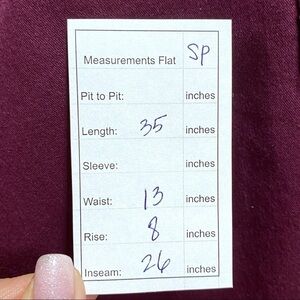 Measurements Flat SP
Pit to Pit: inches
Length: 35 inches
Sleeve: inches
Waist: 13 inches
Rise: 8 inches
Inseam: 26 inches